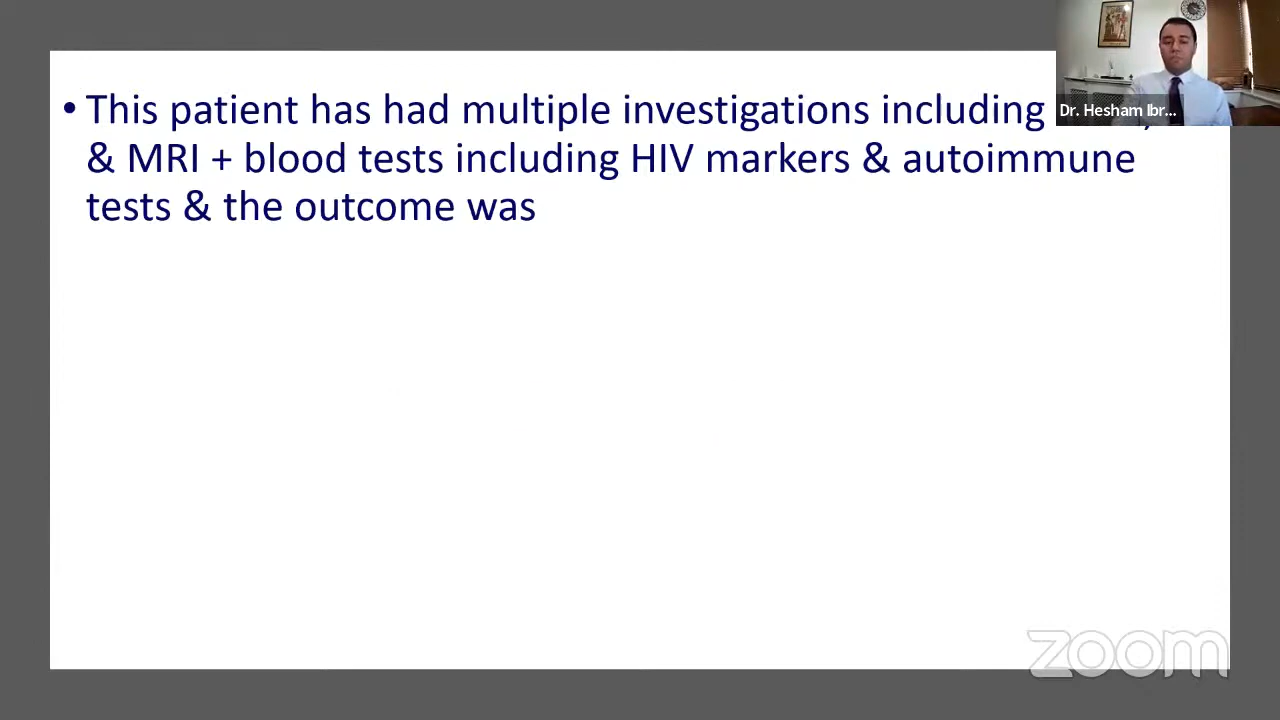 • This patient has had multiple investigations including
& MRI + blood tests including HIV markers & autoimmune
tests & the outcome was
Dr. Hesham Ibr...
zoom